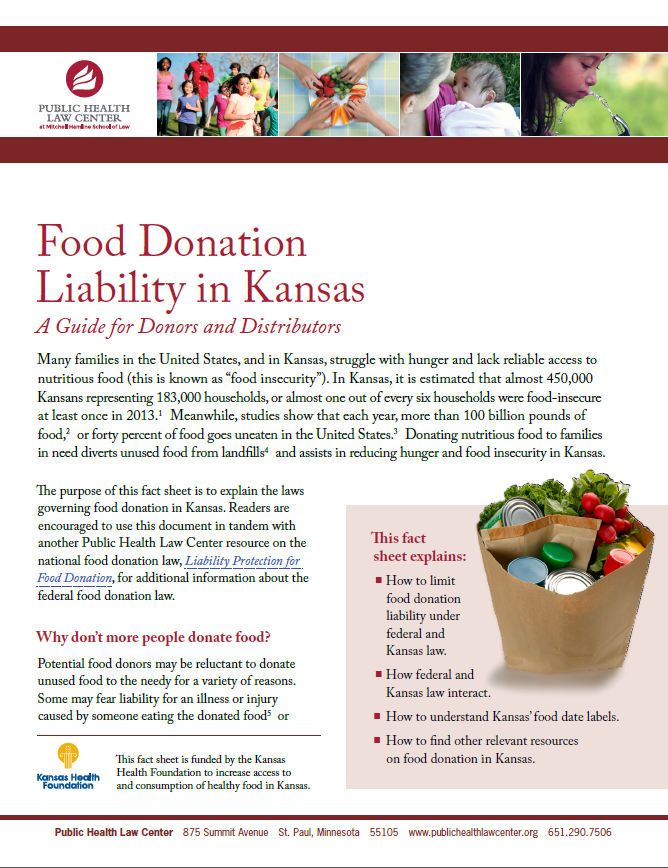 PUBLIC HEALTH
LAW CENTER
at Mitchell Hamline School of Law
Food Donation
Liability in Kansas
A Guide for Donors and Distributors
Many families in the United States, and in Kansas, struggle with hunger and lack reliable access to
nutritious food (this is known as “food insecurity”). In Kansas, it is estimated that almost 450,000
Kansans representing 183,000 households, or almost one out of every six households were food-insecure
at least once in 2013.¹ Meanwhile, studies show that each year, more than 100 billion pounds of
food,² or forty percent of food goes uneaten in the United States.³ Donating nutritious food to families
in need diverts unused food from landfills⁴ and assists in reducing hunger and food insecurity in Kansas.
The purpose of this fact sheet is to explain the laws
governing food donation in Kansas. Readers are
encouraged to use this document in tandem with
another Public Health Law Center resource on the
national food donation law, Liability Protection for
Food Donation, for additional information about the
federal food donation law.
Why don’t more people donate food?
Potential food donors may be reluctant to donate
unused food to the needy for a variety of reasons.
Some may fear liability for an illness or injury
caused by someone eating the donated food⁵ or
This fact
sheet explains:
■ How to limit
food donation
liability under
federal and
Kansas law.
■ How federal and
Kansas law interact.
■ How to understand Kansas’ food date labels.
■ How to find other relevant resources
on food donation in Kansas.
Kansas Health
Foundation
This fact sheet is funded by the Kansas
Health Foundation to increase access to
and consumption of healthy food in Kansas.
Public Health Law Center 875 Summit Avenue St. Paul, Minnesota 55105 www.publichealthlawcenter.org 651.290.7506